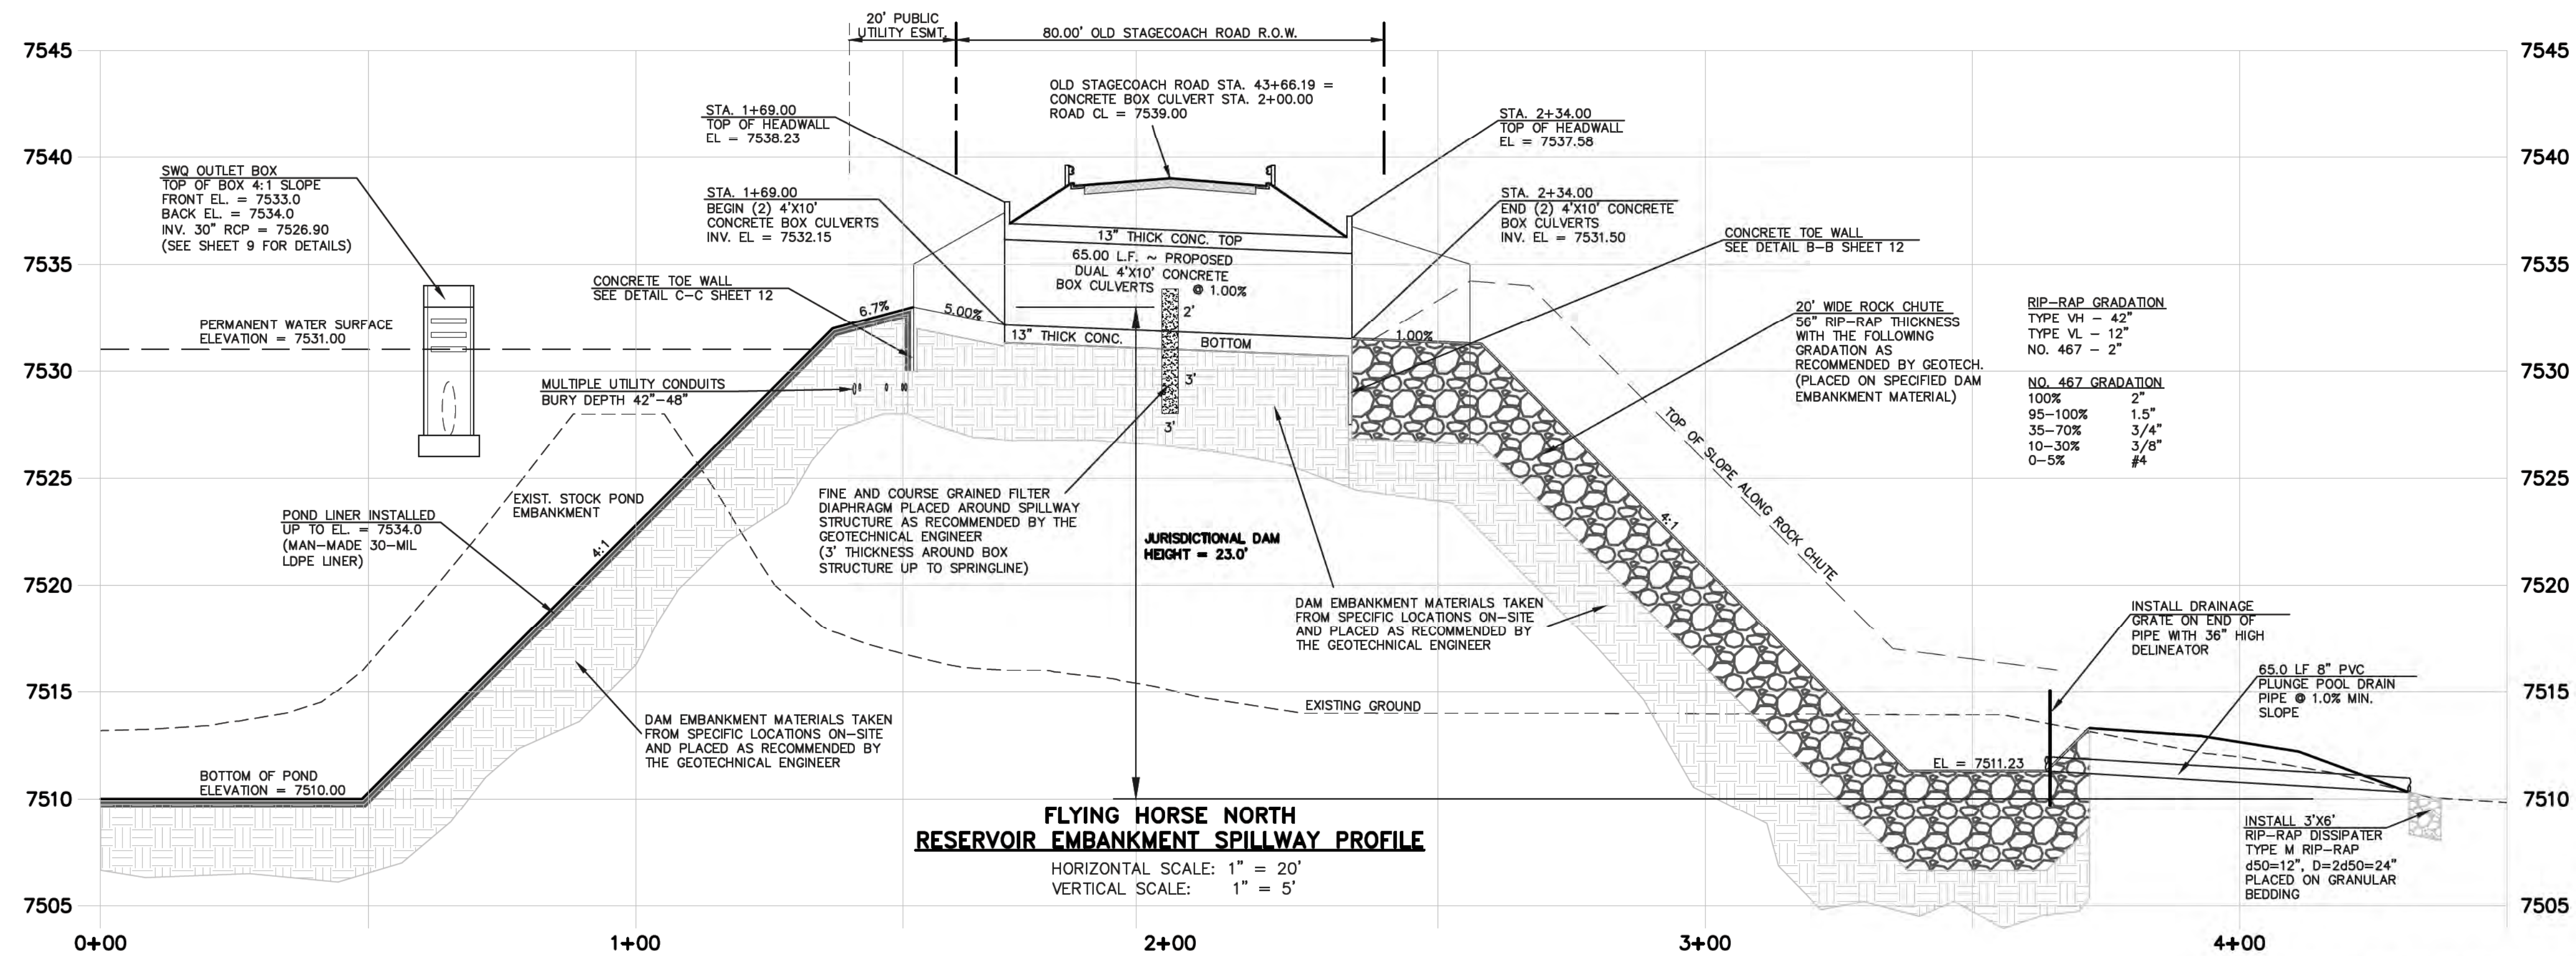 20' PUBLIC
UTILITY ESMT.
80.00' OLD STAGECOACH ROAD R.O.W.
7545
7545
OLD STAGECOACH ROAD STA. 43+66.19 =
CONCRETE BOX CULVERT STA. 2+00.00
ROAD CL = 7539.00
STA. 1+69.00
TOP OF HEADWALL
EL = 7538.23
STA. 2+34.00
TOP OF HEADWALL
EL = 7537.58
7540
7540
SWQ OUTLET BOX
TOP OF BOX 4:1 SLOPE
FRONT EL. = 7533.0
BACK EL. = 7534.0
INV. 30" RCP = 7526.90
(SEE SHEET 9 FOR DETAILS)
STA. 1+69.00
BEGIN (2) 4'X10'
CONCRETE BOX CULVERTS
INV. EL = 7532.15
STA. 2+34.00
END (2) 4'X10' CONCRETE
BOX CULVERTS
INV. EL = 7531.50
13" THICK CONC. TOP
65.00 L.F. ~ PROPOSED
DUAL 4'X10' CONCRETE
BOX CULVERTS @ 1.00%
CONCRETE TOE WALL
SEE DETAIL B-B SHEET 12
7535
7535
CONCRETE TOE WALL
SEE DETAIL C-C SHEET 12
6.7%
5.00%
2'
13" THICK CONC. BOTTOM
1.00%
20' WIDE ROCK CHUTE
56" RIP-RAP THICKNESS
WITH THE FOLLOWING
GRADATION AS
RECOMMENDED BY GEOTECH.
(PLACED ON SPECIFIED DAM
EMBANKMENT MATERIAL)
RIP-RAP GRADATION
TYPE VH - 42"
TYPE VL - 12"
NO. 467 - 2"
NO. 467 GRADATION
100% 2"
95-100% 1.5"
35-70% 3/4"
10-30% 3/8"
0-5% #4
PERMANENT WATER SURFACE
ELEVATION = 7531.00
7530
7530
MULTIPLE UTILITY CONDUITS
BURY DEPTH 42"-48"
3'
3'
TOP OF SLOPE ALONG ROCK CHUTE
7525
7525
EXIST. STOCK POND
EMBANKMENT
POND LINER INSTALLED
UP TO EL. = 7534.0
(MAN-MADE 30-MIL
LDPE LINER)
4:1
FINE AND COURSE GRAINED FILTER
DIAPHRAGM PLACED AROUND SPILLWAY
STRUCTURE AS RECOMMENDED BY THE
GEOTECHNICAL ENGINEER
(3' THICKNESS AROUND BOX
STRUCTURE UP TO SPRINGLINE)
JURISDICTIONAL DAM
HEIGHT = 23.0'
4:1
7520
7520
DAM EMBANKMENT MATERIALS TAKEN
FROM SPECIFIC LOCATIONS ON-SITE
AND PLACED AS RECOMMENDED BY
THE GEOTECHNICAL ENGINEER
INSTALL DRAINAGE
GRATE ON END OF
PIPE WITH 36" HIGH
DELINEATOR
65.0 LF 8" PVC
PLUNGE POOL DRAIN
PIPE @ 1.0% MIN.
SLOPE
7515
7515
EXISTING GROUND
DAM EMBANKMENT MATERIALS TAKEN
FROM SPECIFIC LOCATIONS ON-SITE
AND PLACED AS RECOMMENDED BY
THE GEOTECHNICAL ENGINEER
BOTTOM OF POND
ELEVATION = 7510.00
EL = 7511.23
7510
7510
FLYING HORSE NORTH
RESERVOIR EMBANKMENT SPILLWAY PROFILE
HORIZONTAL SCALE: 1" = 20'
VERTICAL SCALE: 1" = 5'
INSTALL 3'X6'
RIP-RAP DISSIPATER
TYPE M RIP-RAP
d50=12", D=2d50=24"
PLACED ON GRANULAR
BEDDING
7505
7505
0+00
1+00
2+00
3+00
4+00